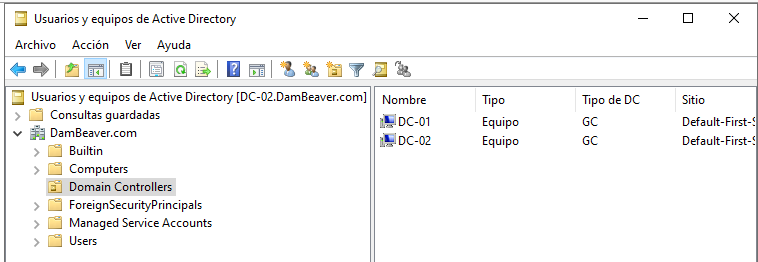 Usuarios y equipos de Active Directory
Archivo Acción Ver Ayuda
Usuarios y equipos de Active Directory [DC-02.DamBeaver.com]
Consultas guardadas
DamBeaver.com
Builtin
Computers
Domain Controllers
ForeignSecurityPrincipals
Managed Service Accounts
Users
Nombre Tipo Tipo de DC Sitio
DC-01 Equipo GC Default-First-S
DC-02 Equipo GC Default-First-S